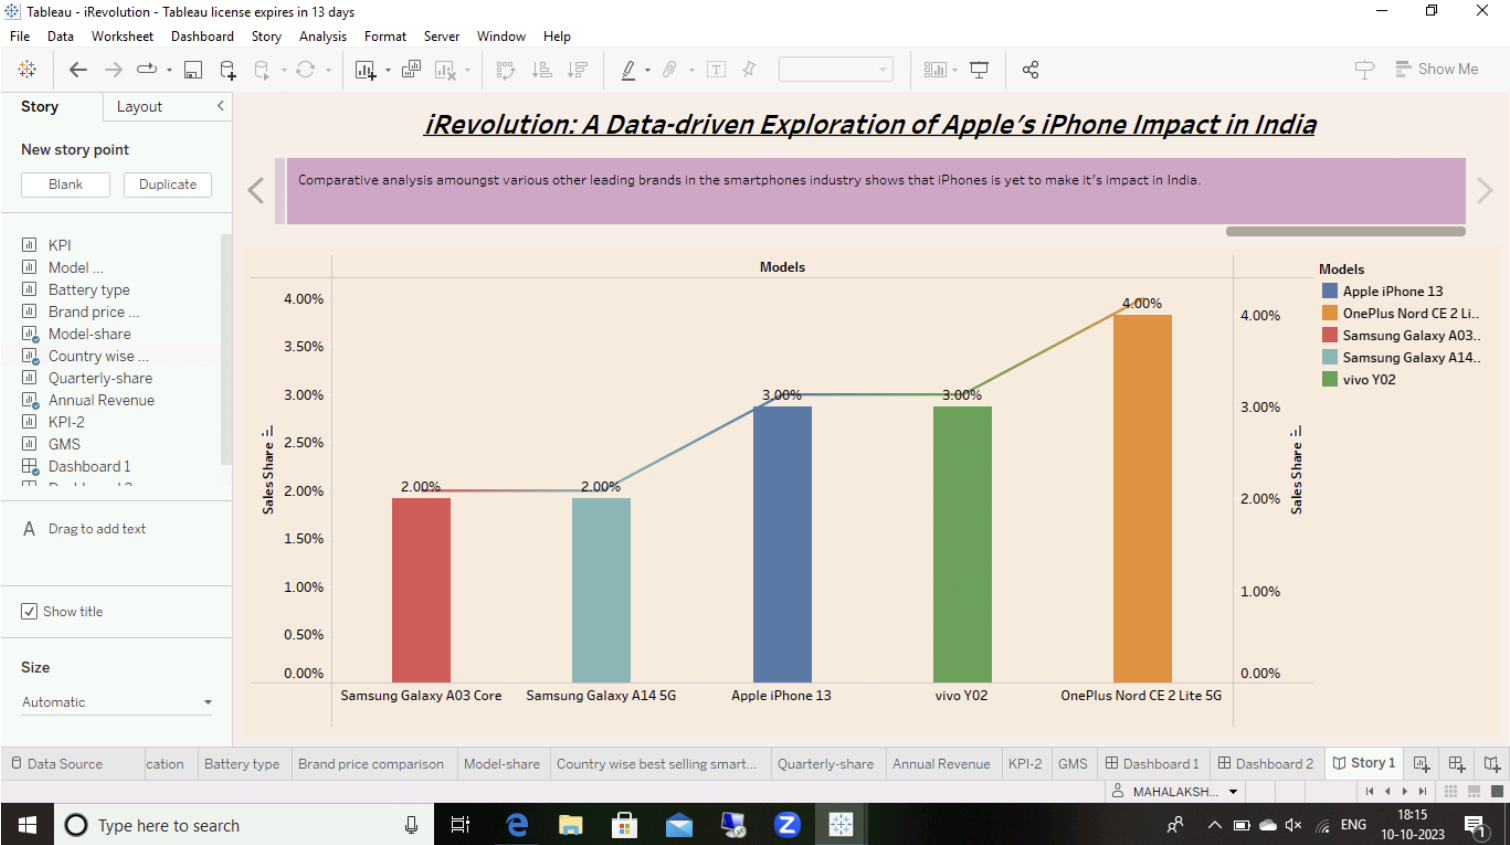 Tableau - iRevolution - Tableau license expires in 13 days
File Data Worksheet Dashboard Story Analysis Format Server Window Help
Show Me
Story Layout
New story point
Blank Duplicate
KPI
Model ...
Battery type
Brand price ...
Model-share
Country wise ...
Quarterly-share
Annual Revenue
KPI-2
GMS
Dashboard 1
A Drag to add text
Show title
Size
Automatic
iRevolution: A Data-driven Exploration of Apple's iPhone Impact in India
Comparative analysis amoungst various other leading brands in the smartphones industry shows that iPhones is yet to make it's impact in India.
Models
4.00%
3.50%
3.00%
2.50%
2.00%
1.50%
1.00%
0.50%
0.00%
Sales Share
2.00% 2.00% 3.00% 3.00% 4.00%
Samsung Galaxy A03 Core Samsung Galaxy A14 5G Apple iPhone 13 vivo Y02 OnePlus Nord CE 2 Lite 5G
4.00%
3.00%
2.00%
1.00%
0.00%
Sales Share
Models
Apple iPhone 13
OnePlus Nord CE 2 Li..
Samsung Galaxy A03..
Samsung Galaxy A14..
vivo Y02
Data Source cation Battery type Brand price comparison Model-share Country wise best selling smart... Quarterly-share Annual Revenue KPI-2 GMS Dashboard 1 Dashboard 2 Story 1
MAHALAKSH...
Type here to search
ENG
18:15
10-10-2023
1